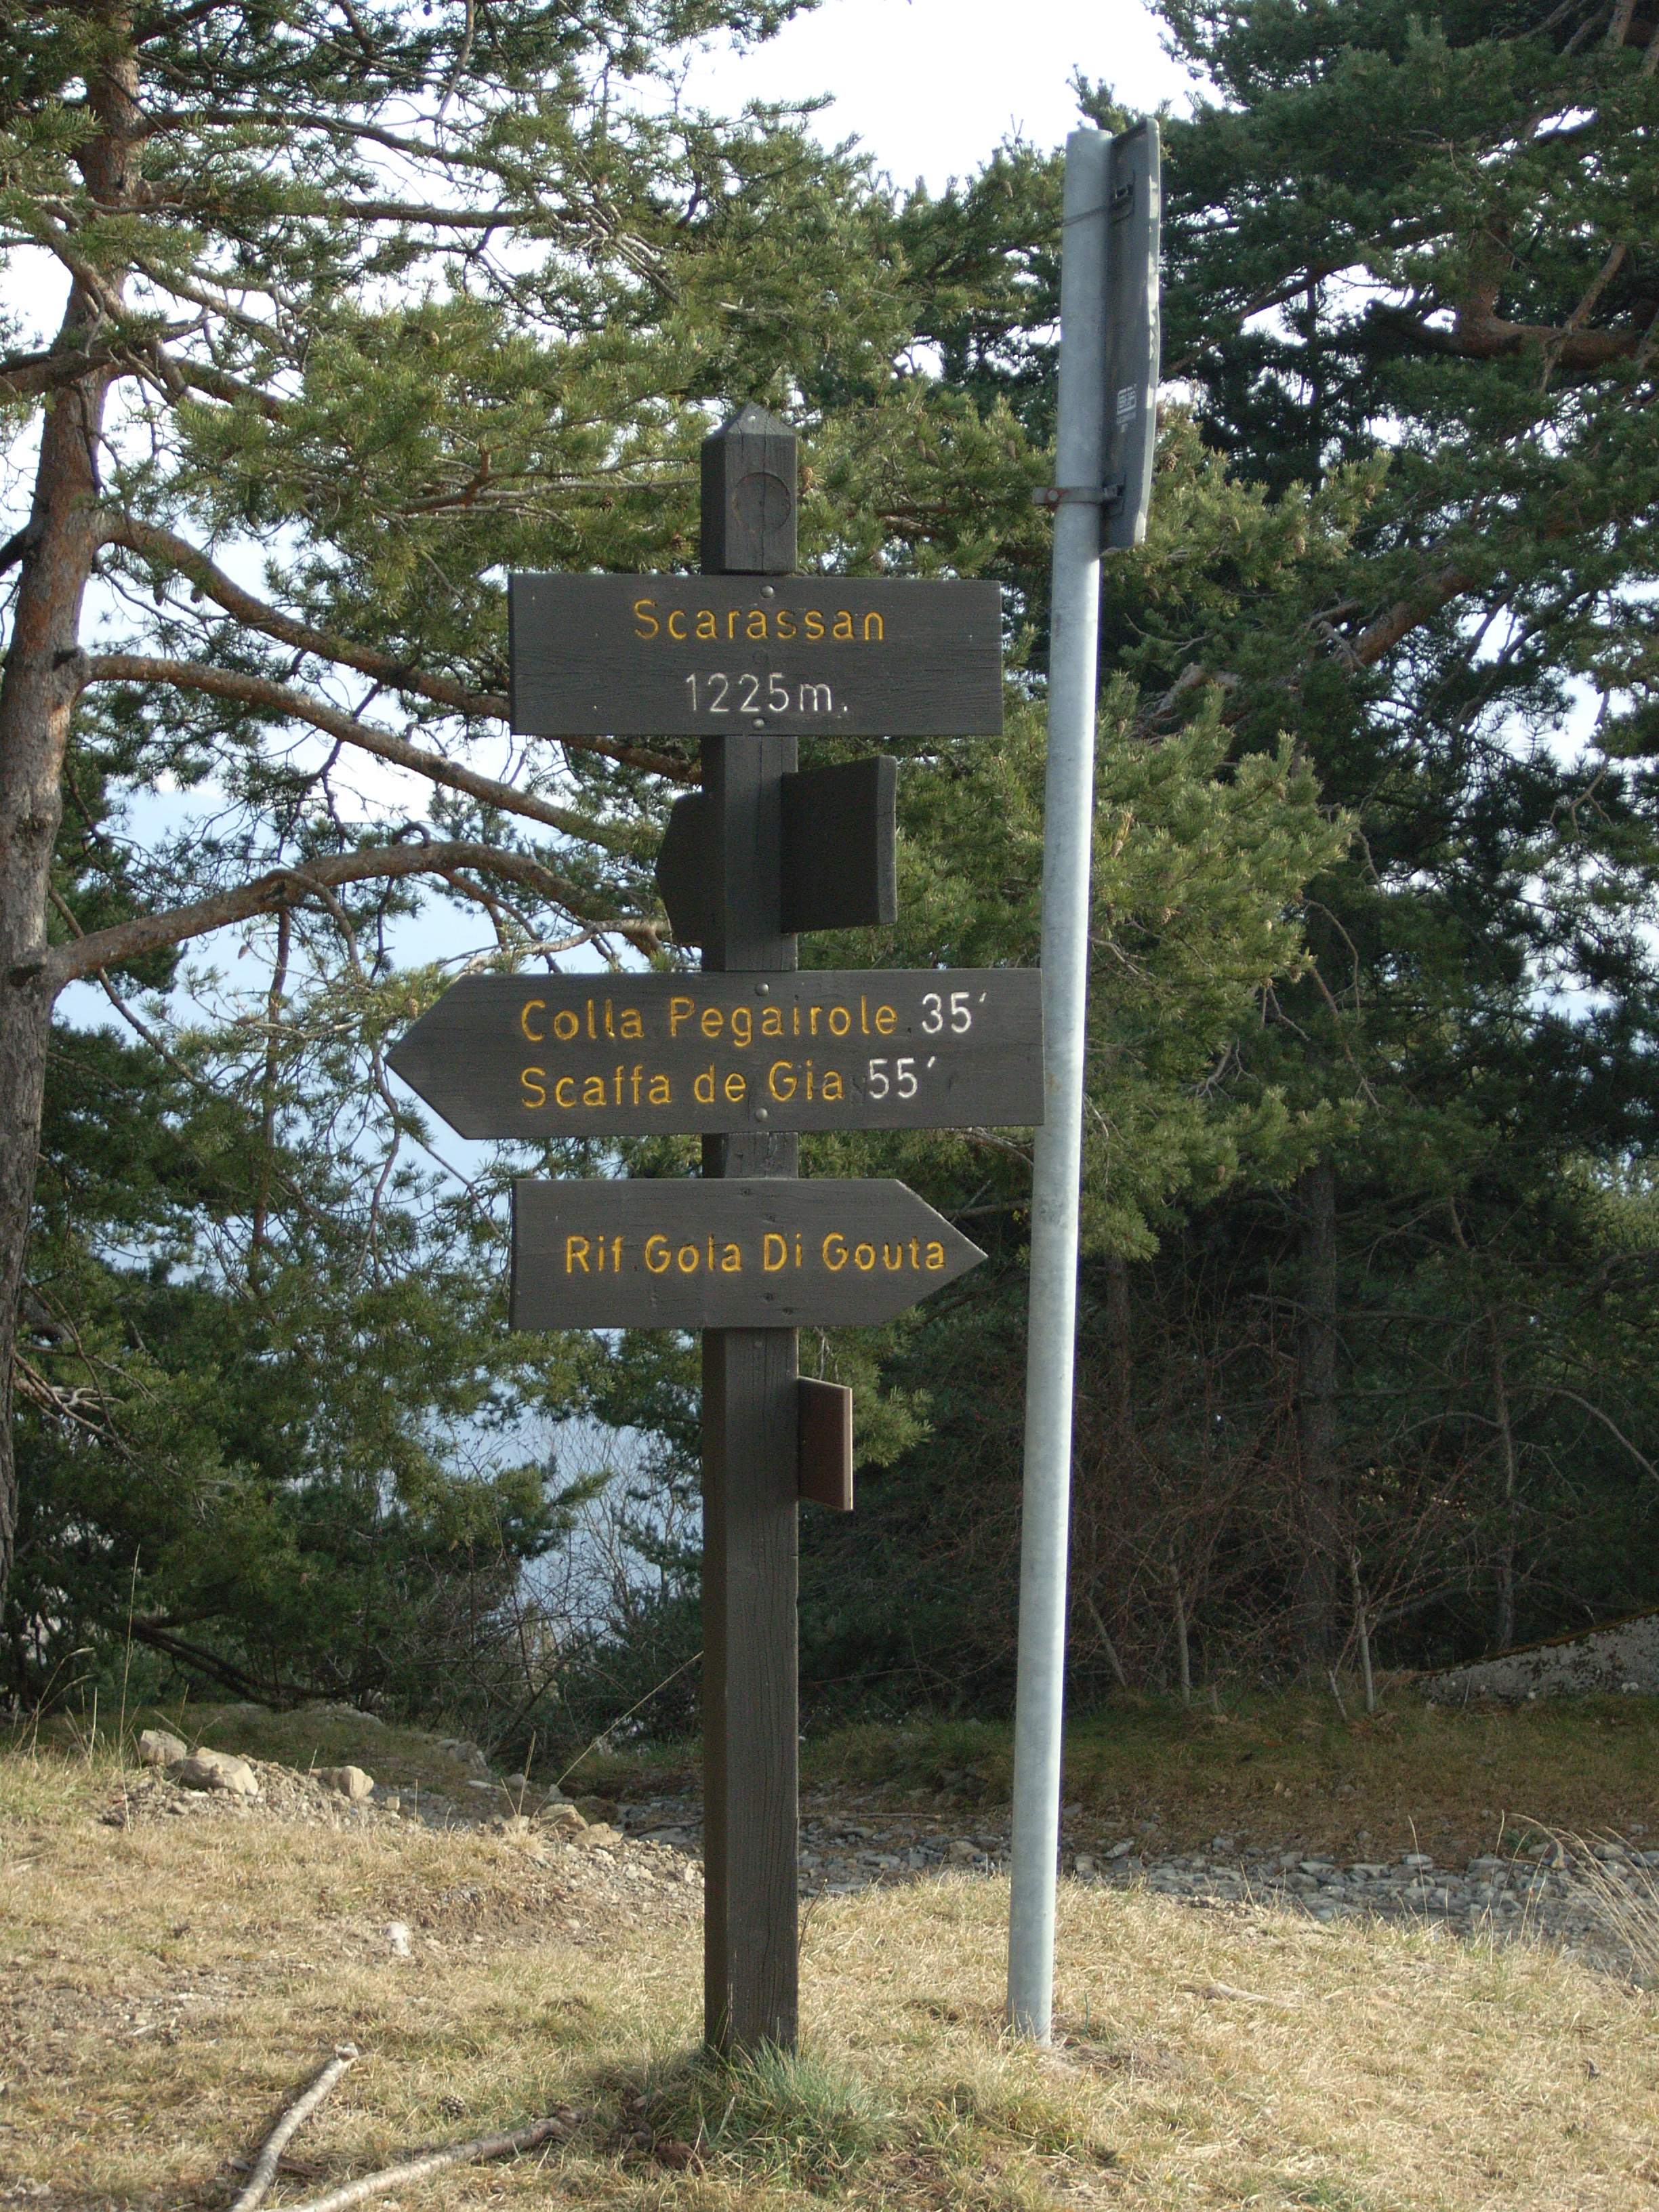 Scarassan
1225m.
Colla Pegairole 35'
Scaffa de Gia 55'
Rif Gola Di Gouta